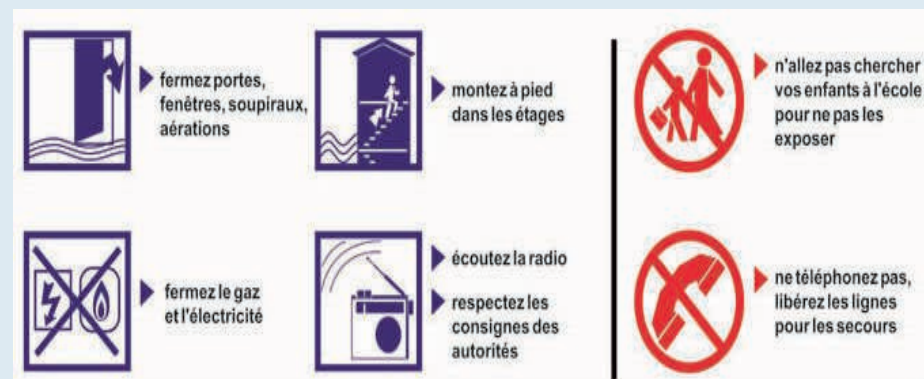 fermez portes,
fenêtres, soupiraux,
aérations
montez à pied
dans les étages
n'allez pas chercher
vos enfants à l'école
pour ne pas les
exposer
fermez le gaz
et l'électricité
écoutez la radio
respectez les
consignes des
autorités
ne téléphonez pas,
libérez les lignes
pour les secours